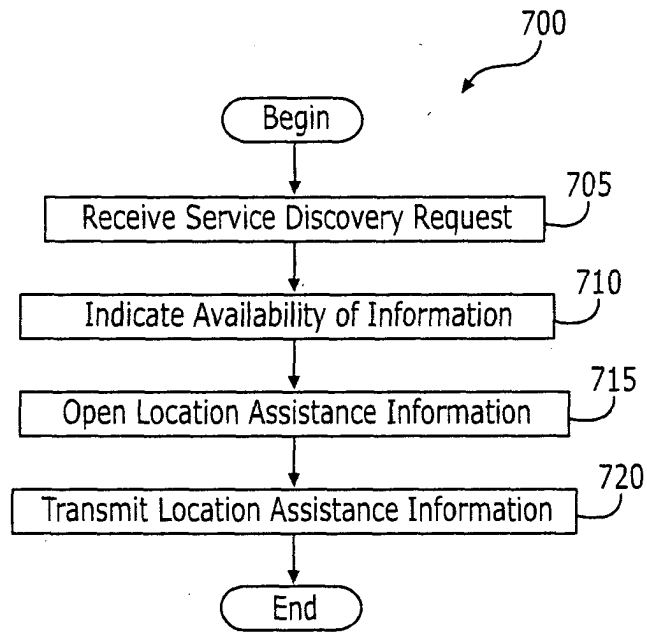 700
Begin
705
Receive Service Discovery Request
710
Indicate Availability of Information
715
Open Location Assistance Information
720
Transmit Location Assistance Information
End